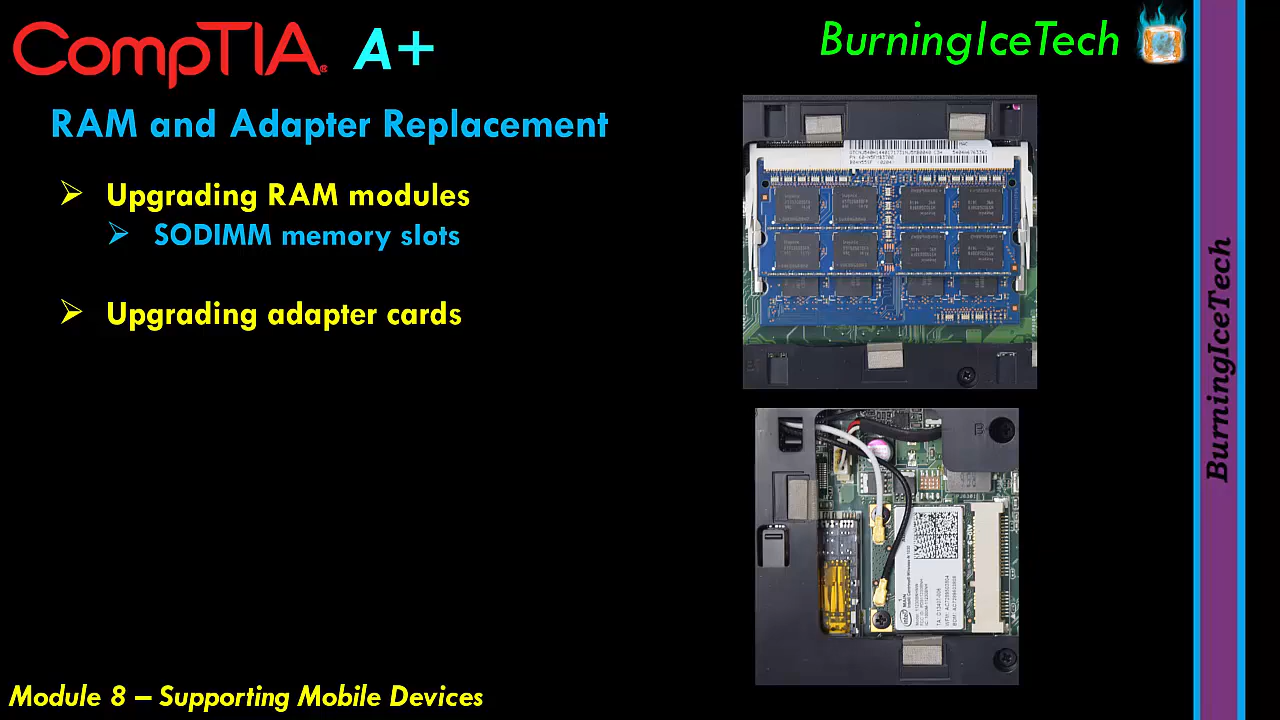 CompTIA® A+
BurningIceTech
RAM and Adapter Replacement
Upgrading RAM modules
SODIMM memory slots
Upgrading adapter cards
BurningIceTech
Module 8 – Supporting Mobile Devices